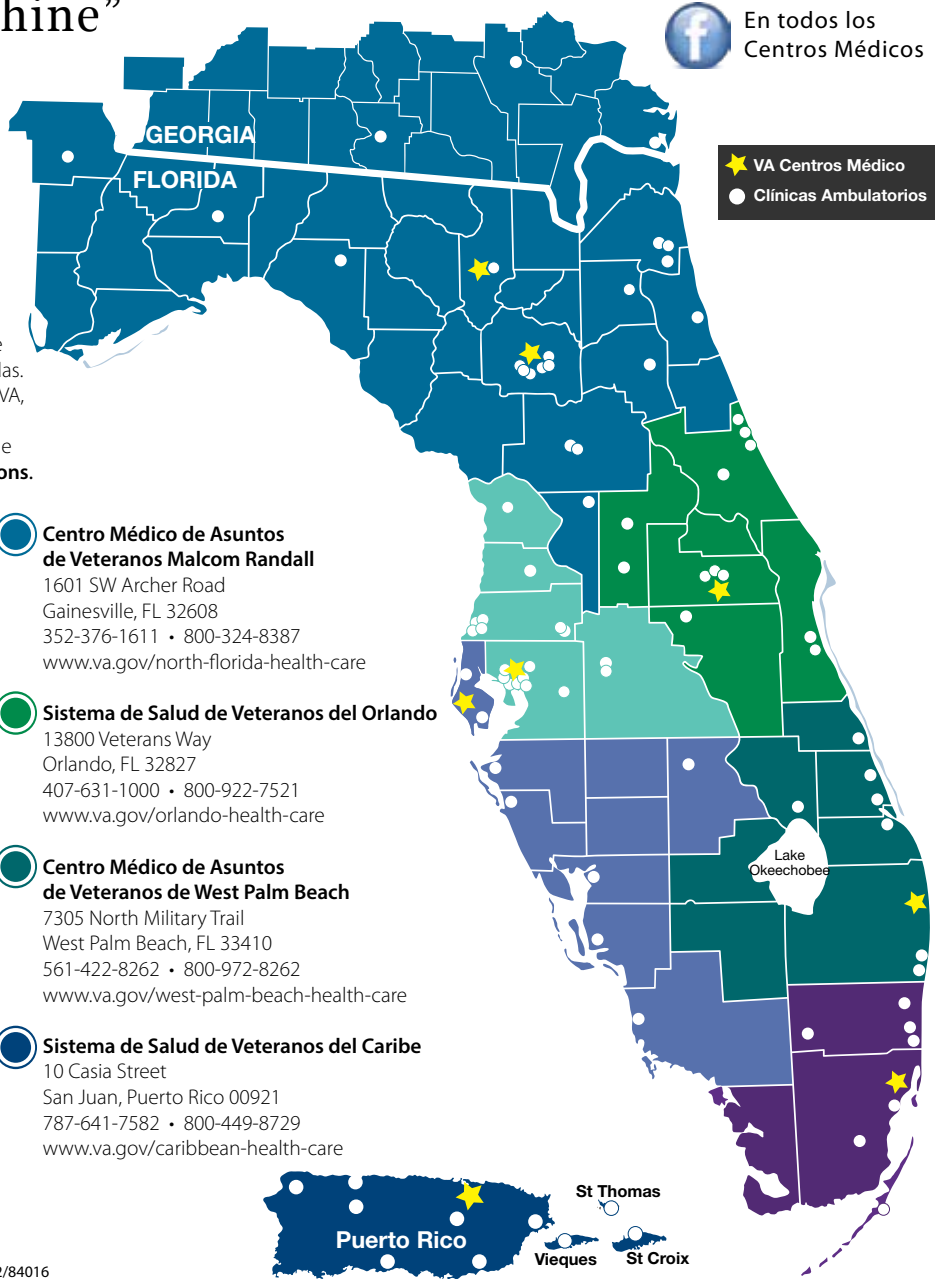 hine”
En todos los
Centros Médicos
VA Centros Médico
Clínicas Ambulatorios
GEORGIA
FLORIDA
e
las.
VA,
e
ons.
Centro Médico de Asuntos
de Veteranos Malcom Randall
1601 SW Archer Road
Gainesville, FL 32608
352-376-1611 • 800-324-8387
www.va.gov/north-florida-health-care
Sistema de Salud de Veteranos del Orlando
13800 Veterans Way
Orlando, FL 32827
407-631-1000 • 800-922-7521
www.va.gov/orlando-health-care
Centro Médico de Asuntos
de Veteranos de West Palm Beach
7305 North Military Trail
West Palm Beach, FL 33410
561-422-8262 • 800-972-8262
www.va.gov/west-palm-beach-health-care
Sistema de Salud de Veteranos del Caribe
10 Casia Street
San Juan, Puerto Rico 00921
787-641-7582 • 800-449-8729
www.va.gov/caribbean-health-care
Lake
Okeechobee
Puerto Rico
St Thomas
Vieques
St Croix
2/84016